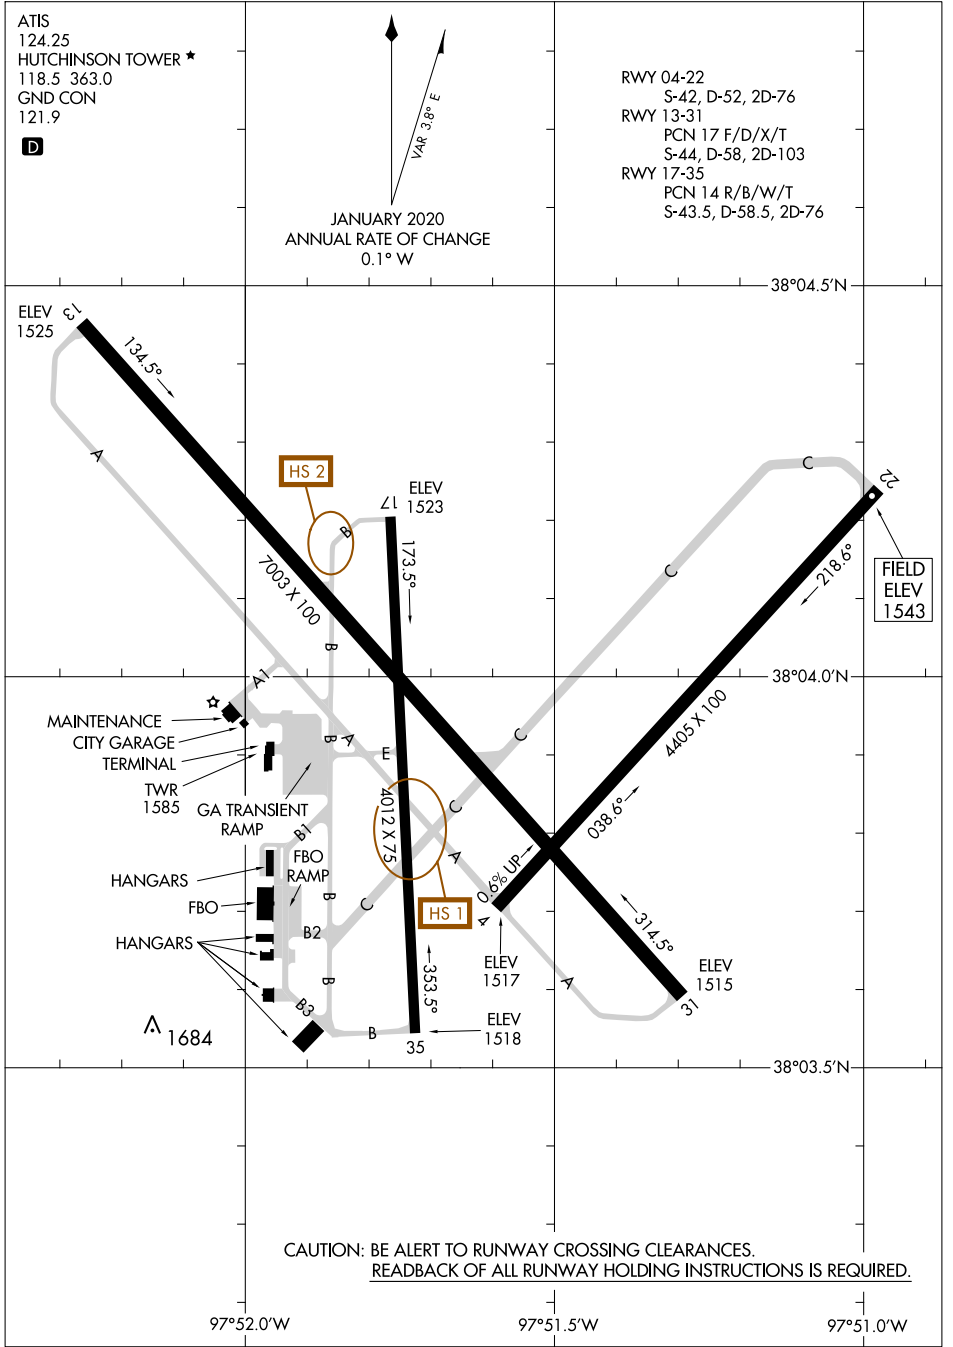 ATIS
124.25
HUTCHINSON TOWER ★
118.5 363.0
GND CON
121.9
D
VAR 3.8° E
JANUARY 2020
ANNUAL RATE OF CHANGE
0.1° W
RWY 04-22
S-42, D-52, 2D-76
RWY 13-31
PCN 17 F/D/X/T
S-44, D-58, 2D-103
RWY 17-35
PCN 14 R/B/W/T
S-43.5, D-58.5, 2D-76
38°04.5'N
ELEV
1525
13
134.5°
A
HS 2
17
ELEV
1523
B
173.5°
7003 X 100
C
C
22
218.6°
FIELD
ELEV
1543
B
A1
38°04.0'N
MAINTENANCE
CITY GARAGE
TERMINAL
TWR
1585
GA TRANSIENT
RAMP
B
A
E
C
4405 X 100
4012 X 75
C
038.6°
B1
FBO
RAMP
HANGARS
FBO
HANGARS
B
C
B2
A
0.6% UP
HS 1
4
ELEV
1517
314.5°
ELEV
1515
31
353.5°
A
B
B3
B
35
ELEV
1518
1684
38°03.5'N
CAUTION: BE ALERT TO RUNWAY CROSSING CLEARANCES.
READBACK OF ALL RUNWAY HOLDING INSTRUCTIONS IS REQUIRED.
97°52.0'W
97°51.5'W
97°51.0'W